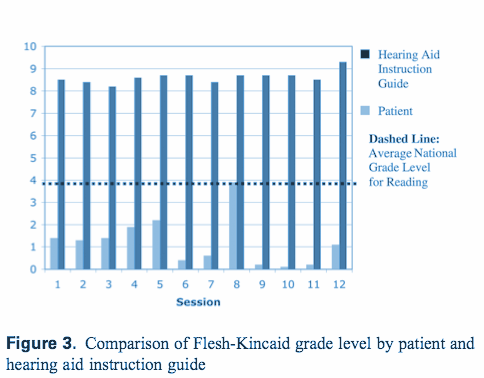 10
9
8
7
6
5
4
3
2
1
0
1 2 3 4 5 6 7 8 9 10 11 12
Session
Hearing Aid
Instruction
Guide
Patient
Dashed Line:
Average National
Grade Level
for Reading
Figure 3. Comparison of Flesh-Kincaid grade level by patient and
hearing aid instruction guide